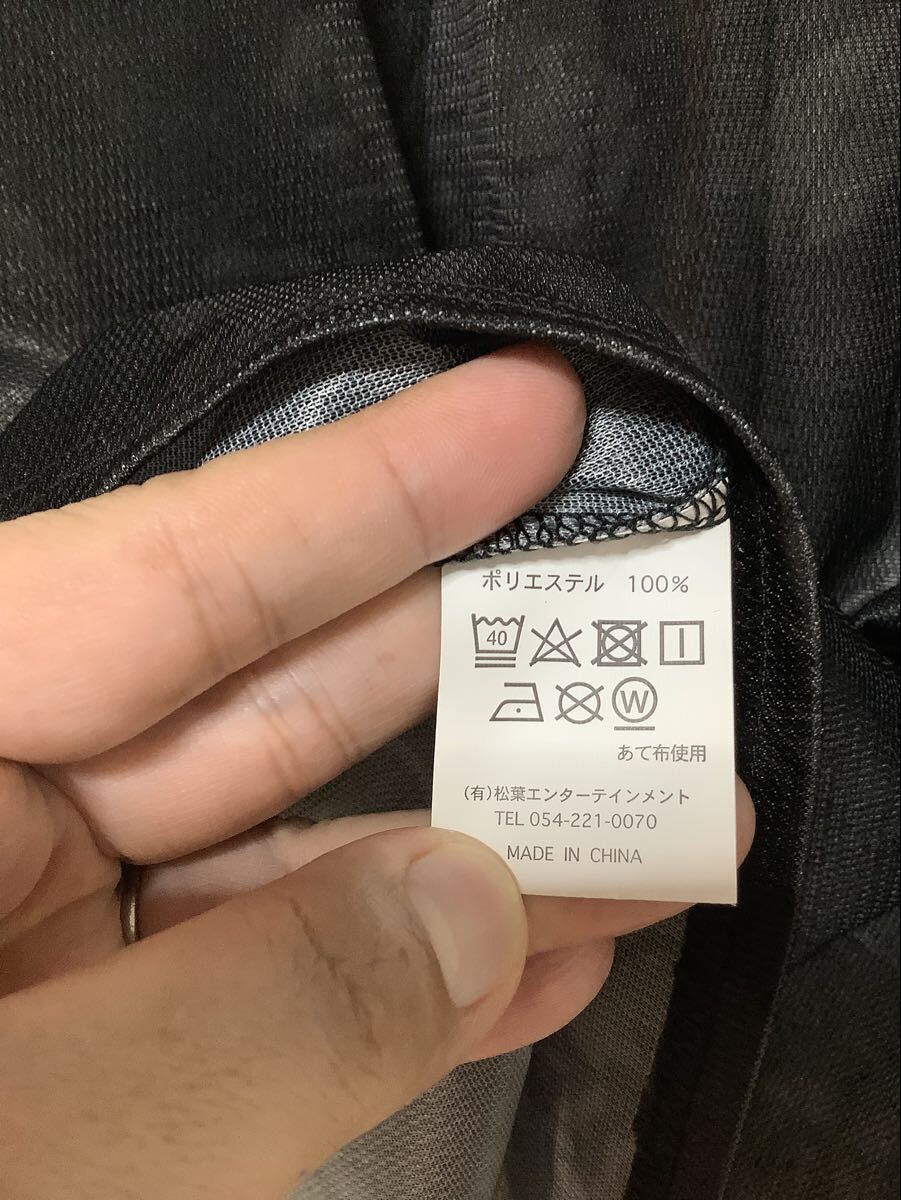 ポリエステル 100%
40
W
あて布使用
(有)松葉エンターテインメント
TEL 054-221-0070
MADE IN CHINA